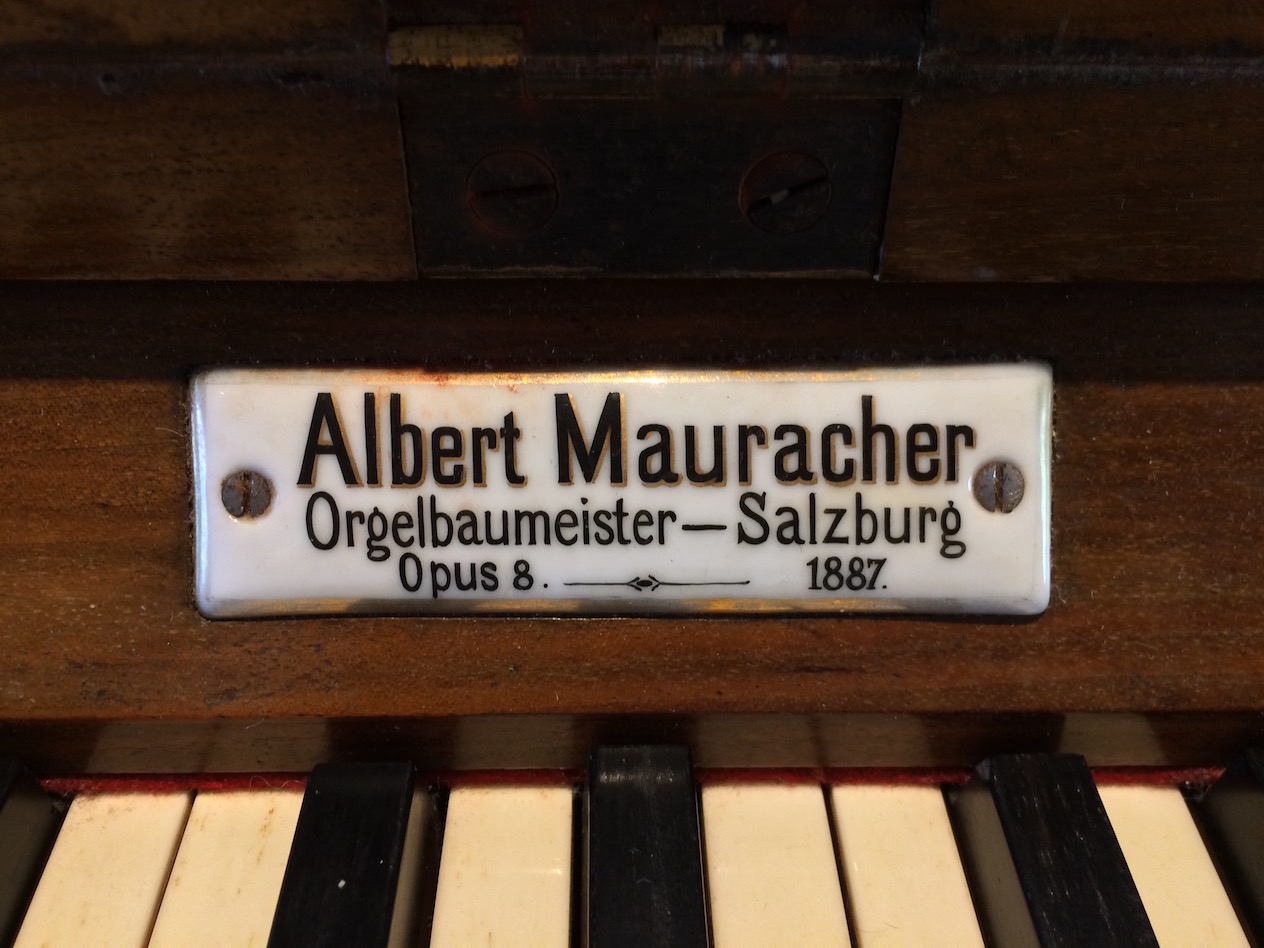 Albert Mauracher
Orgelbaumeister—Salzburg
Opus 8. 1887.